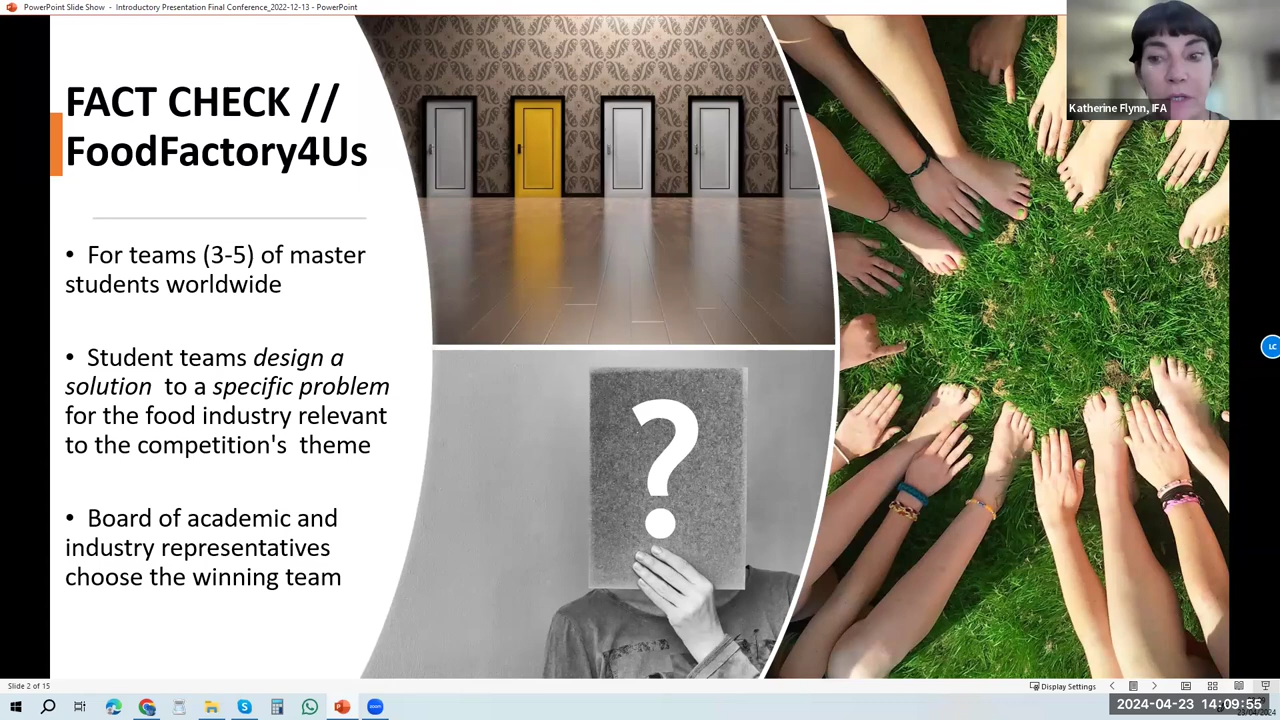 PowerPoint Slide Show - Introductory Presentation Final Conference_2022-12-13 - PowerPoint
Katherine Flynn, IFA
FACT CHECK //
FoodFactory4Us
• For teams (3-5) of master
students worldwide
• Student teams design a
solution to a specific problem
for the food industry relevant
to the competition's theme
• Board of academic and
industry representatives
choose the winning team
?
LC
Slide 2 of 15
Display Settings
zoom
2024-04-23 14:09:55